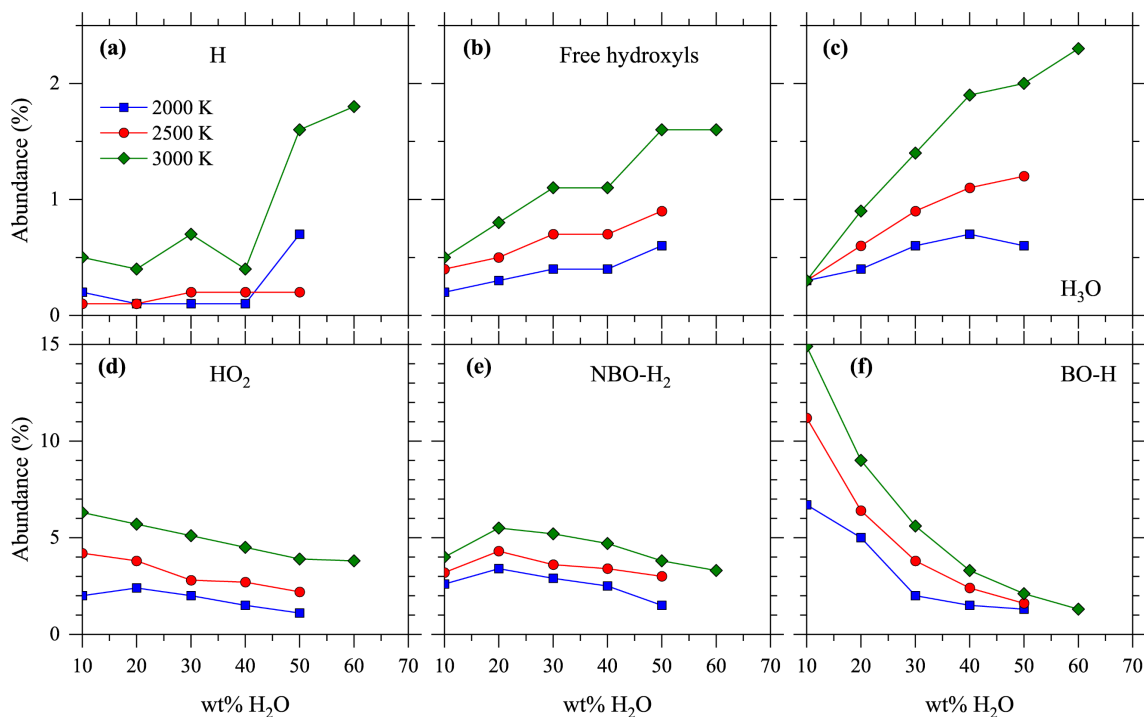 (a) H
2000 K
2500 K
3000 K
(b) Free hydroxyls
(c)
H₃O
Abundance (%)
2
1
0
(d) HO₂
(e) NBO-H₂
(f) BO-H
Abundance (%)
15
10
5
0
10 20 30 40 50 60 70 10 20 30 40 50 60 70 10 20 30 40 50 60 70
wt% H₂O wt% H₂O wt% H₂O